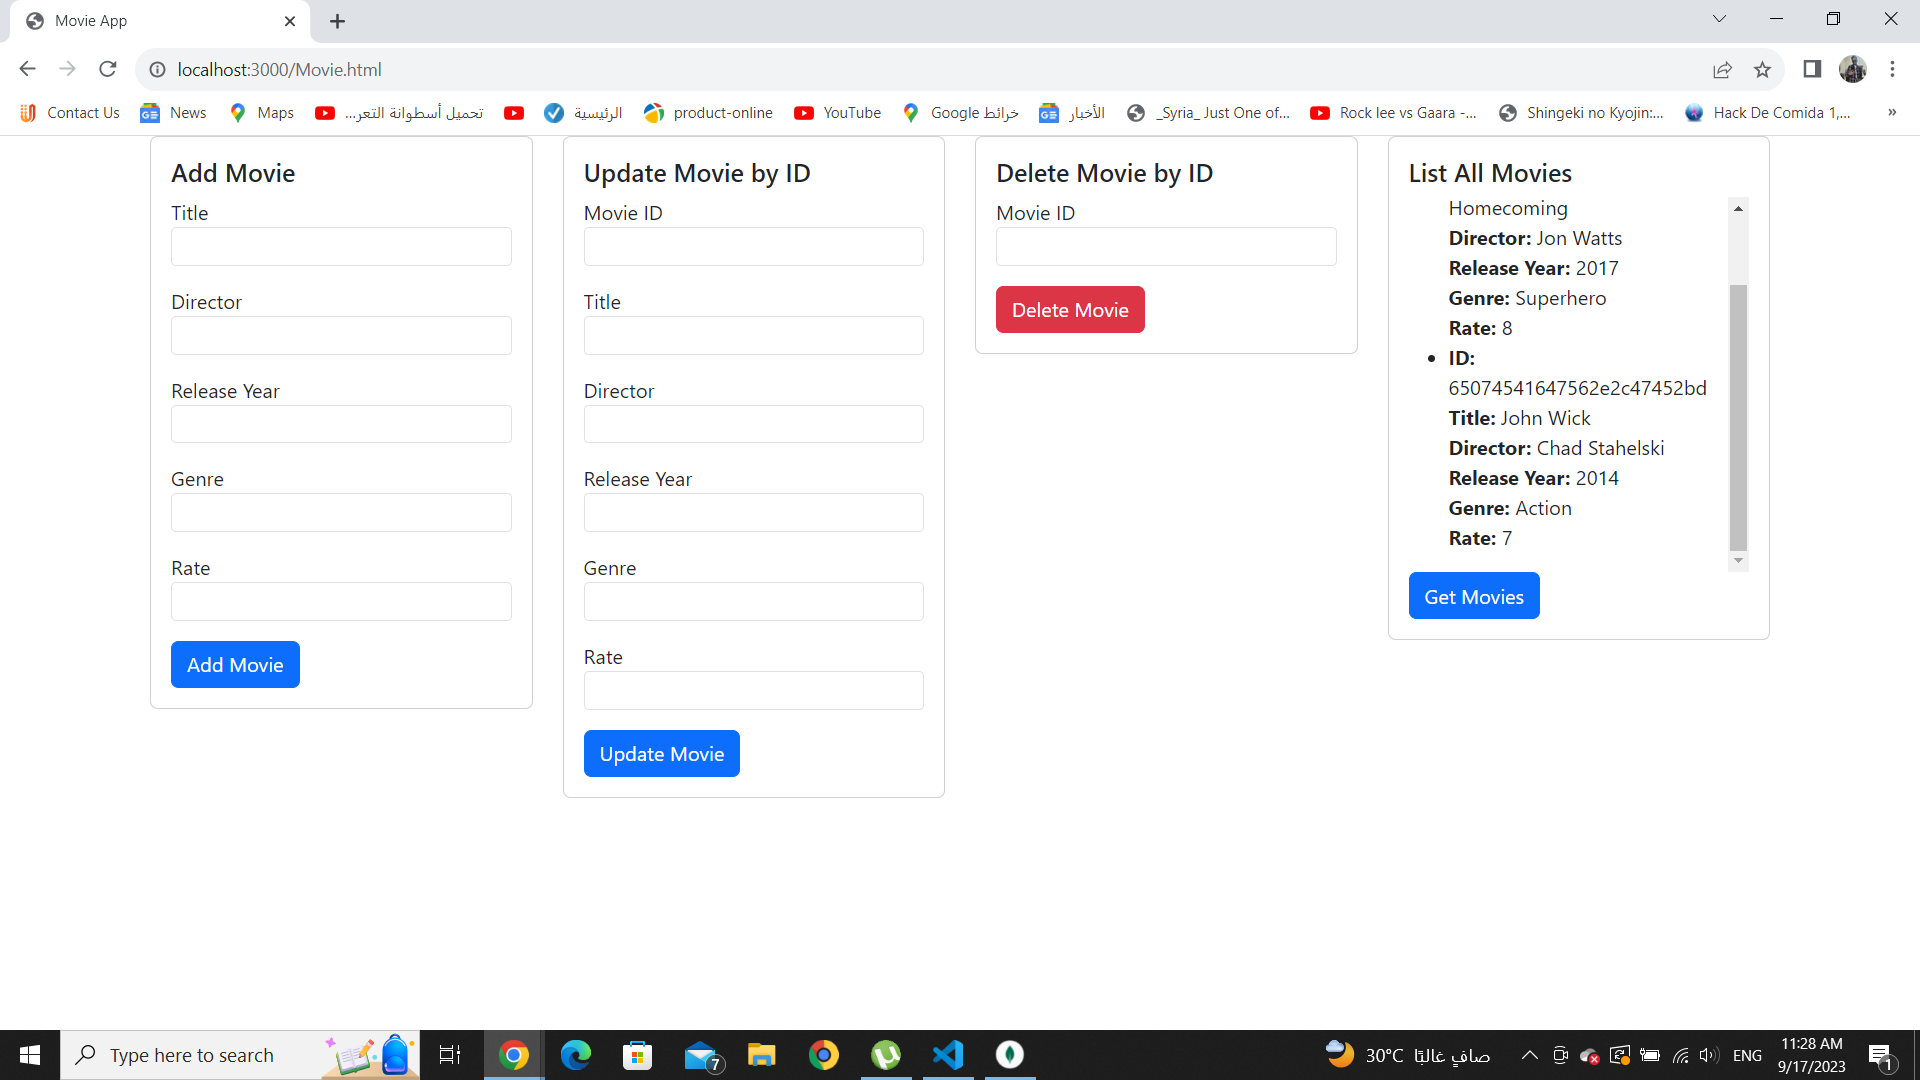 Movie App
localhost:3000/Movie.html
Contact Us
News
Maps
تحميل أسطوانة التعر...
الرئيسية
product-online
YouTube
خرائط Google
الأخبار
_Syria_ Just One of...
Rock lee vs Gaara -...
Shingeki no Kyojin:...
Hack De Comida 1,...
»
Add Movie
Title
Director
Release Year
Genre
Rate
Add Movie
Update Movie by ID
Movie ID
Title
Director
Release Year
Genre
Rate
Update Movie
Delete Movie by ID
Movie ID
Delete Movie
List All Movies
Homecoming
Director: Jon Watts
Release Year: 2017
Genre: Superhero
Rate: 8
• ID:
65074541647562e2c47452bd
Title: John Wick
Director: Chad Stahelski
Release Year: 2014
Genre: Action
Rate: 7
Get Movies
Type here to search
7
30°C صافٍ غالبًا
ENG
11:28 AM
9/17/2023
1